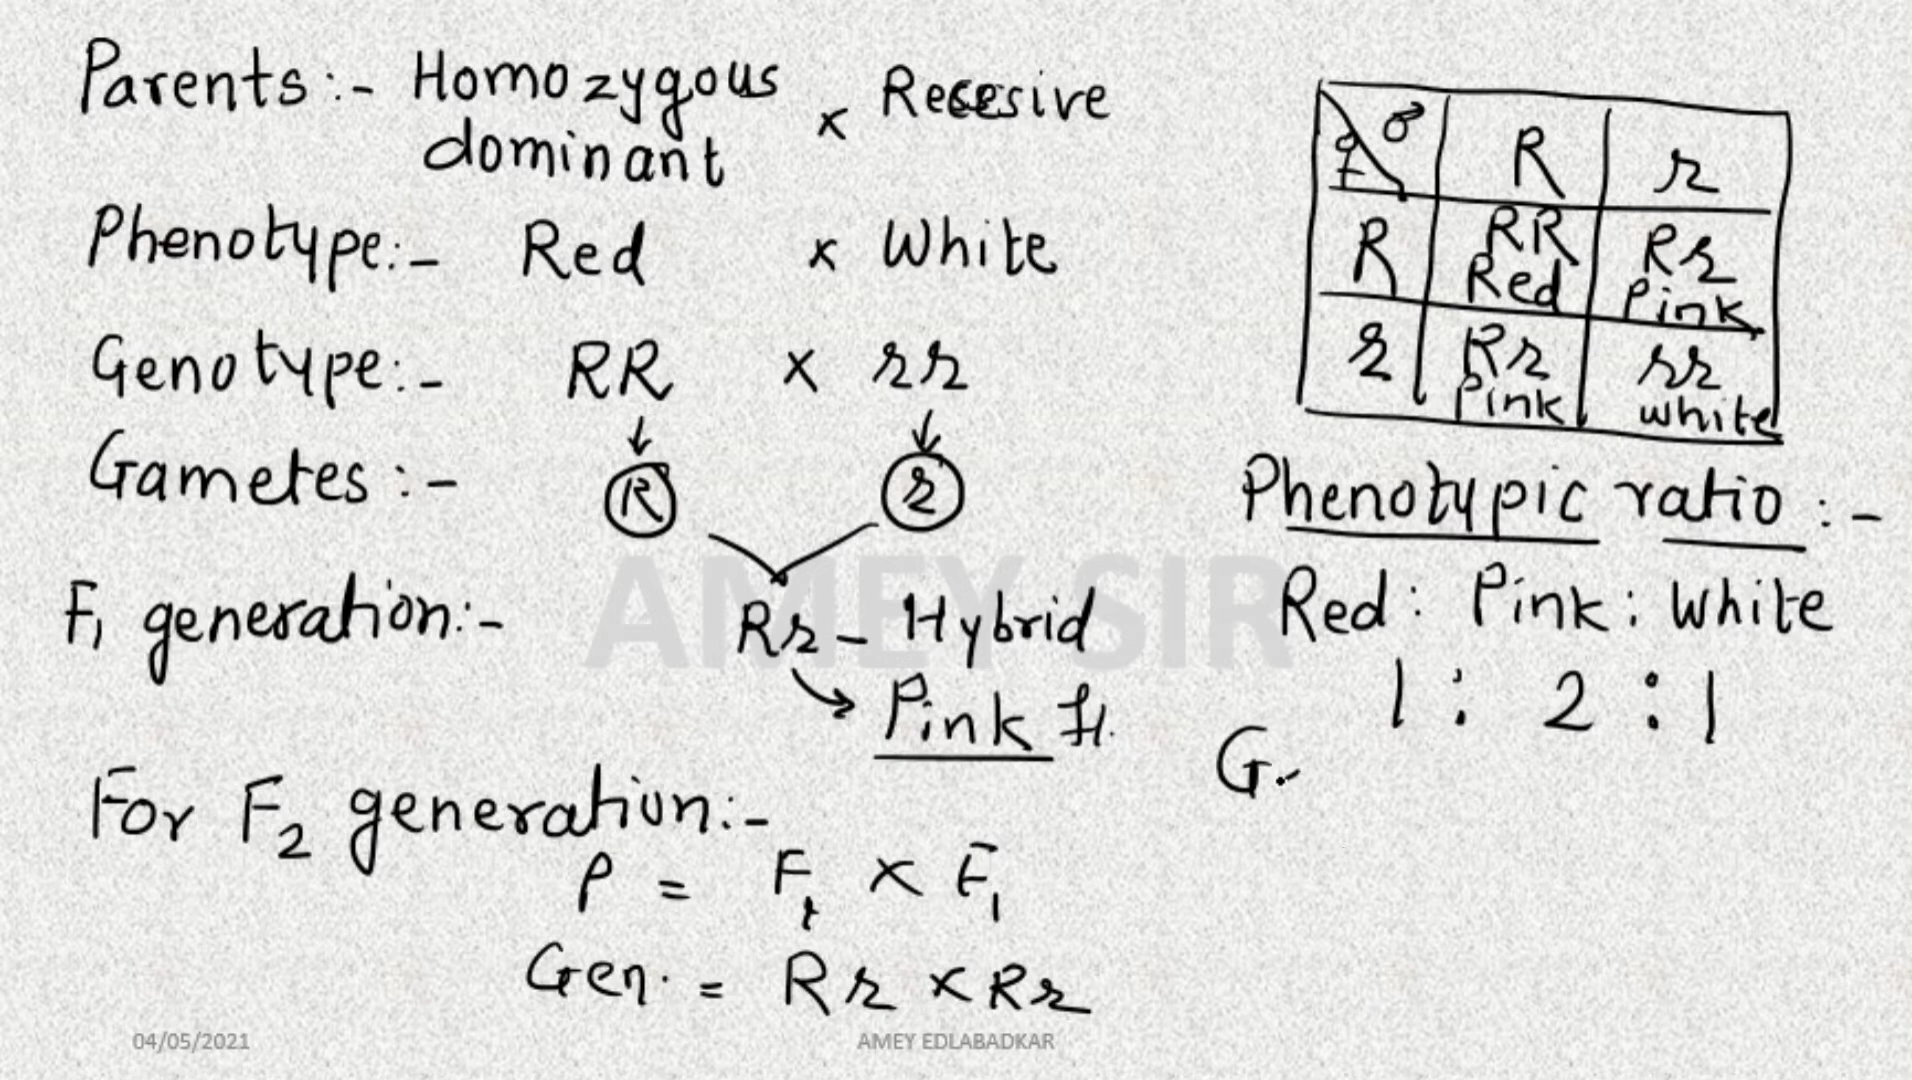 Parents :- Homozygous dominant × Recesive
Phenotype:- Red × White
Genotype:- RR × rr
Gametes :- R r
F1 generation:- Rr - Hybrid
Pink fl.
For F2 generation:-
P = F1 × F1
Gen. = Rr × Rr
♀ ♂ R r
R RR Red Rr Pink
r Rr Pink rr white
Phenotypic ratio :-
Red : Pink : White
1 : 2 : 1
G
AMEY SIR
04/05/2021
AMEY EDLABADKAR